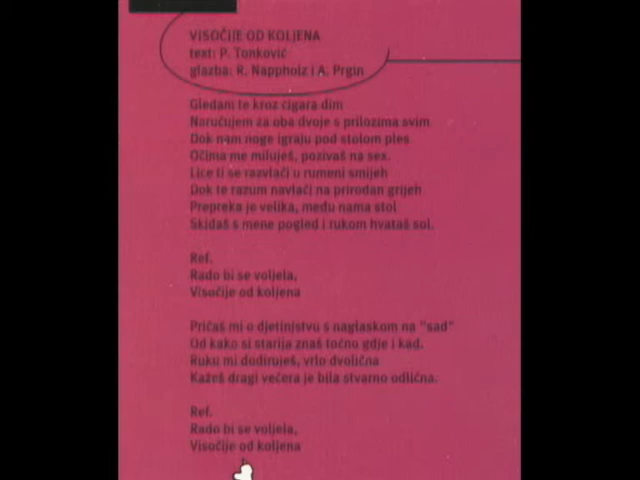 VISOČIJE OD KOLJENA
text: P. Tonković
glazba: R. Nappholz i A. Prgin
Gledam te kroz cigara dim
Naručujem za oba dvoje s prilozima svim
Dok nam noge igraju pod stolom ples
Očima me miluješ, pozivaš na sex.
Lice ti se razvlači u rumeni smijeh
Dok te razum navlači na prirodan grijeh
Prepreka je velika, među nama stol
Skidaš s mene pogled i rukom hvataš sol.
Ref.
Rado bi se voljela,
Visočije od koljena
Pričaš mi o djetinjstvu s naglaskom na "sad"
Od kako si starija znaš točno gdje i kad.
Ruku mi dodiruješ, vrlo dvolična
Kažeš dragi večera je bila stvarno odlična.
Ref.
Rado bi se voljela,
Visočije od koljena